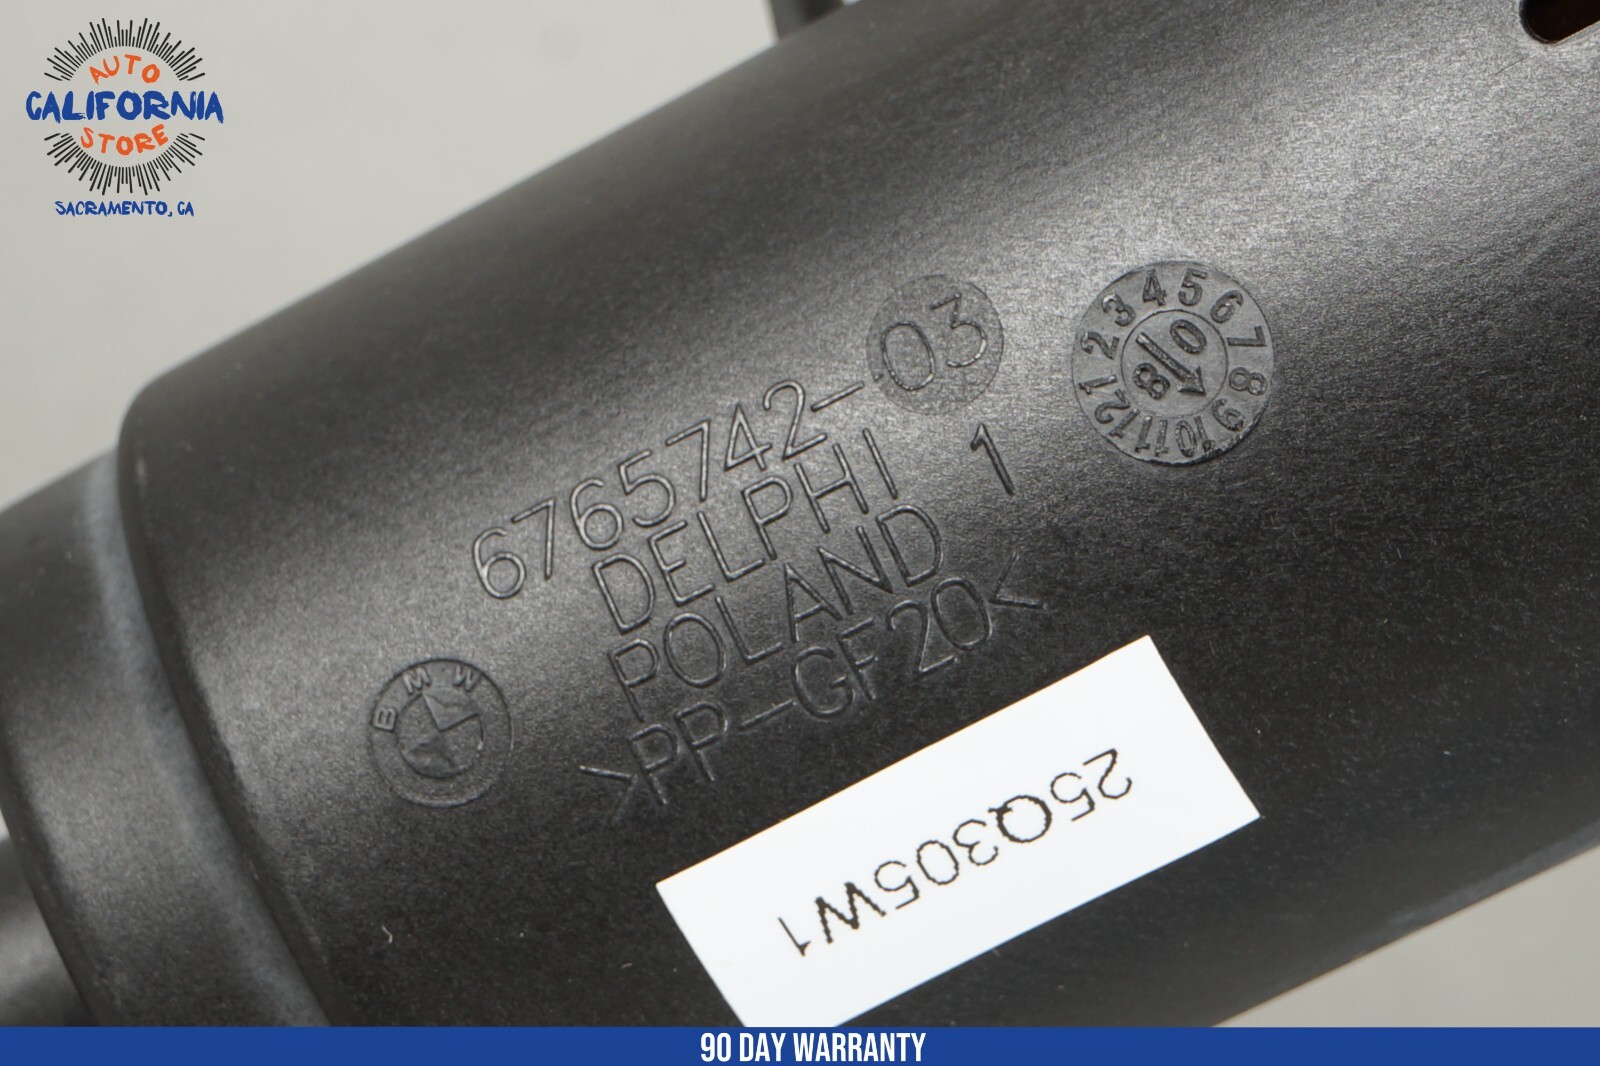 AUTO
CALIFORNIA
STORE
SACRAMENTO, CA
6765742-03
DELPHI 1
POLAND
>PP-GF20<
BMW
1 2 3 4 5 6 7 8 9 10 11 12
08
25Q305W1
90 DAY WARRANTY